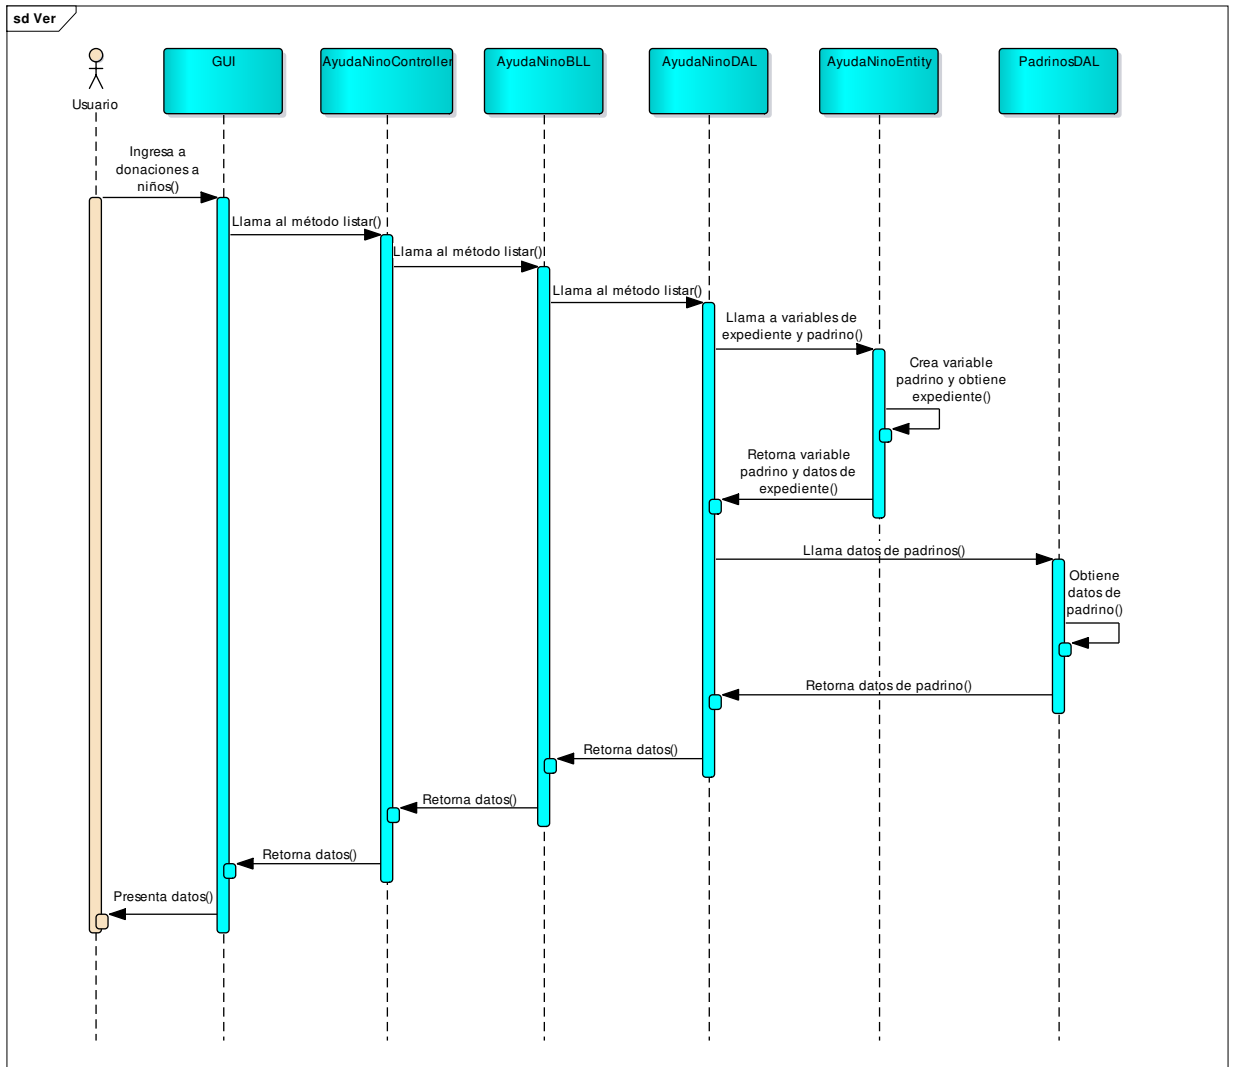 sd Ver
Usuario
GUI
AyudaNinoController
AyudaNinoBLL
AyudaNinoDAL
AyudaNinoEntity
PadrinosDAL
Ingresa a
donaciones a
niños()
Llama al método listar()
Llama al método listar()
Llama al método listar()
Llama a variables de
expediente y padrino()
Crea variable
padrino y obtiene
expediente()
Retorna variable
padrino y datos de
expediente()
Llama datos de padrinos()
Obtiene
datos de
padrino()
Retorna datos de padrino()
Retorna datos()
Retorna datos()
Retorna datos()
Presenta datos()